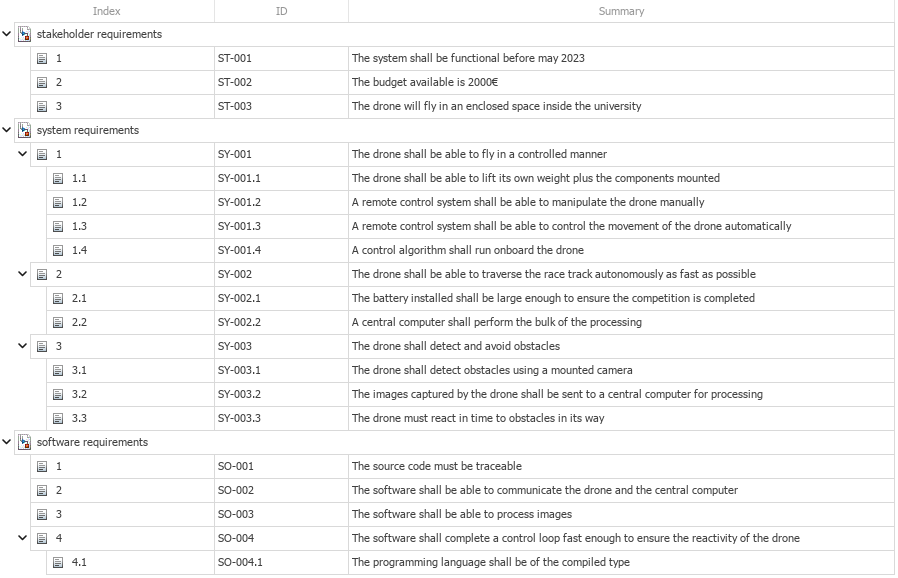 Index ID Summary
stakeholder requirements
1 ST-001 The system shall be functional before may 2023
2 ST-002 The budget available is 2000€
3 ST-003 The drone will fly in an enclosed space inside the university
system requirements
1 SY-001 The drone shall be able to fly in a controlled manner
1.1 SY-001.1 The drone shall be able to lift its own weight plus the components mounted
1.2 SY-001.2 A remote control system shall be able to manipulate the drone manually
1.3 SY-001.3 A remote control system shall be able to control the movement of the drone automatically
1.4 SY-001.4 A control algorithm shall run onboard the drone
2 SY-002 The drone shall be able to traverse the race track autonomously as fast as possible
2.1 SY-002.1 The battery installed shall be large enough to ensure the competition is completed
2.2 SY-002.2 A central computer shall perform the bulk of the processing
3 SY-003 The drone shall detect and avoid obstacles
3.1 SY-003.1 The drone shall detect obstacles using a mounted camera
3.2 SY-003.2 The images captured by the drone shall be sent to a central computer for processing
3.3 SY-003.3 The drone must react in time to obstacles in its way
software requirements
1 SO-001 The source code must be traceable
2 SO-002 The software shall be able to communicate the drone and the central computer
3 SO-003 The software shall be able to process images
4 SO-004 The software shall complete a control loop fast enough to ensure the reactivity of the drone
4.1 SO-004.1 The programming language shall be of the compiled type